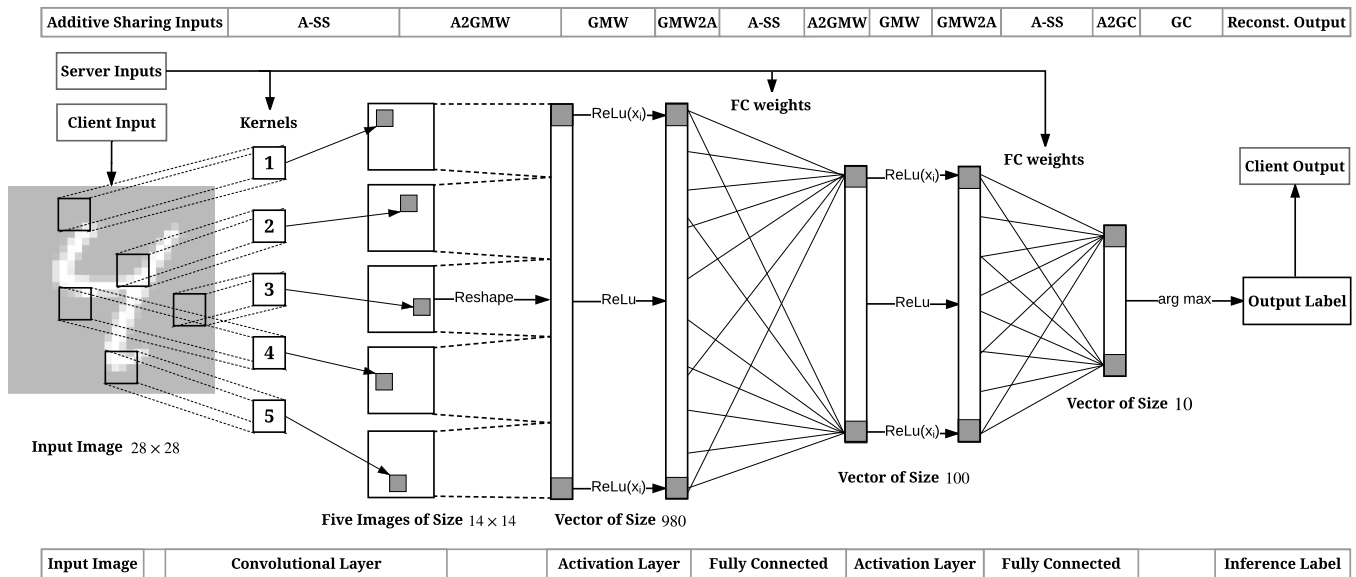 Additive Sharing Inputs A-SS A2GMW GMW GMW2A A-SS A2GMW GMW GMW2A A-SS A2GC GC Reconst. Output
Server Inputs
Client Input
Kernels
FC weights
FC weights
1
2
3
4
5
ReLu(xᵢ)
Reshape
ReLu
ReLu(xᵢ)
ReLu(xᵢ)
ReLu
ReLu(xᵢ)
arg max
Client Output
Output Label
Input Image 28 × 28
Five Images of Size 14 × 14
Vector of Size 980
Vector of Size 100
Vector of Size 10
Input Image Convolutional Layer Activation Layer Fully Connected Activation Layer Fully Connected Inference Label